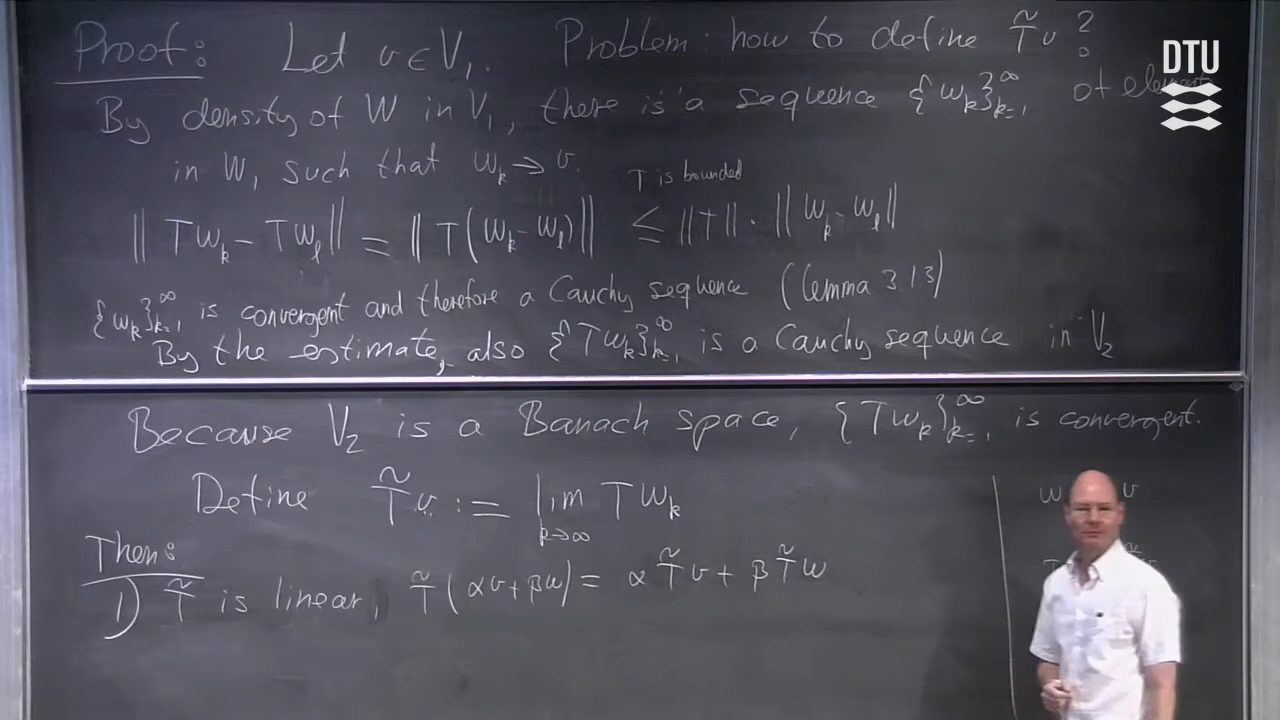 Proof: Let v ∈ V₁. Problem: how to define T̃v?
DTU
By density of W in V₁, there is a sequence {w_k}_{k=1}^∞ of
in W, such that w_k → v.
T is bounded
‖Tw_k - Tw_l‖ = ‖T(w_k - w_l)‖ ≤ ‖T‖ · ‖w_k - w_l‖
{w_k}_{k=1}^∞ is convergent and therefore a Cauchy sequence (lemma 3.1.3)
By the estimate, also {Tw_k}_{k=1}^∞ is a Cauchy sequence in V₂
Because V₂ is a Banach space, {Tw_k}_{k=1}^∞ is convergent.
Define T̃v := lim_{k→∞} Tw_k
Then:
1) T̃ is linear, T̃(αv+βw) = αT̃v + βT̃w
w v